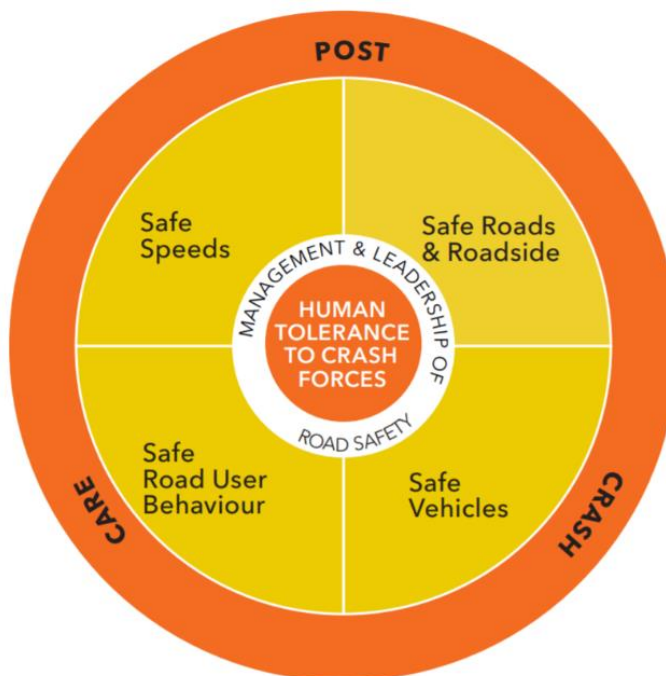 POST
CRASH
CARE
Safe
Speeds
Safe Roads
& Roadside
MANAGEMENT & LEADERSHIP OF
ROAD SAFETY
HUMAN
TOLERANCE
TO CRASH
FORCES
Safe
Road User
Behaviour
Safe
Vehicles